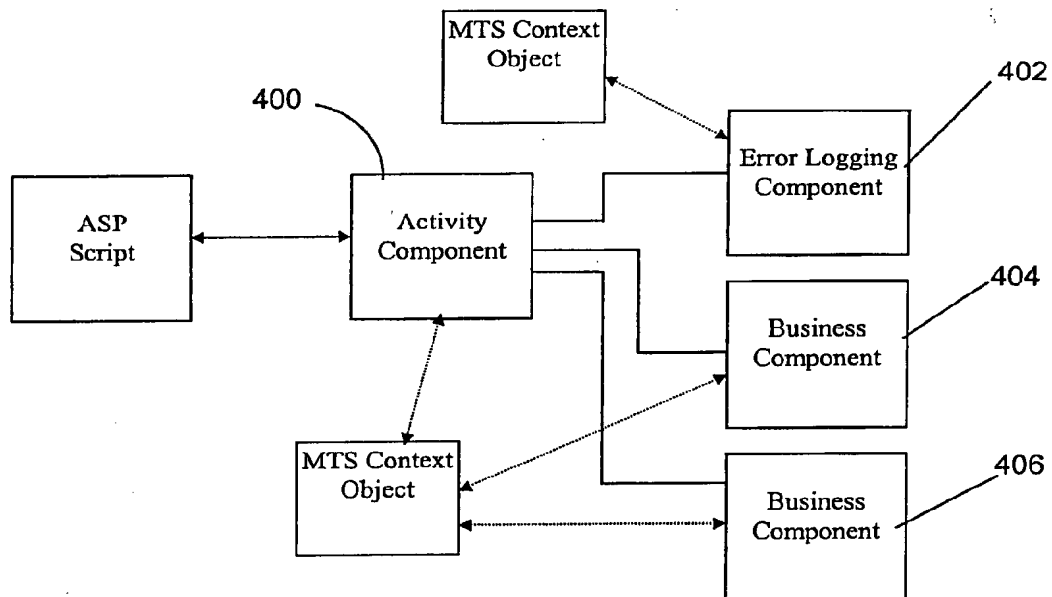 MTS Context
Object
402
400
Error Logging
Component
ASP
Script
Activity
Component
404
Business
Component
MTS Context
Object
406
Business
Component